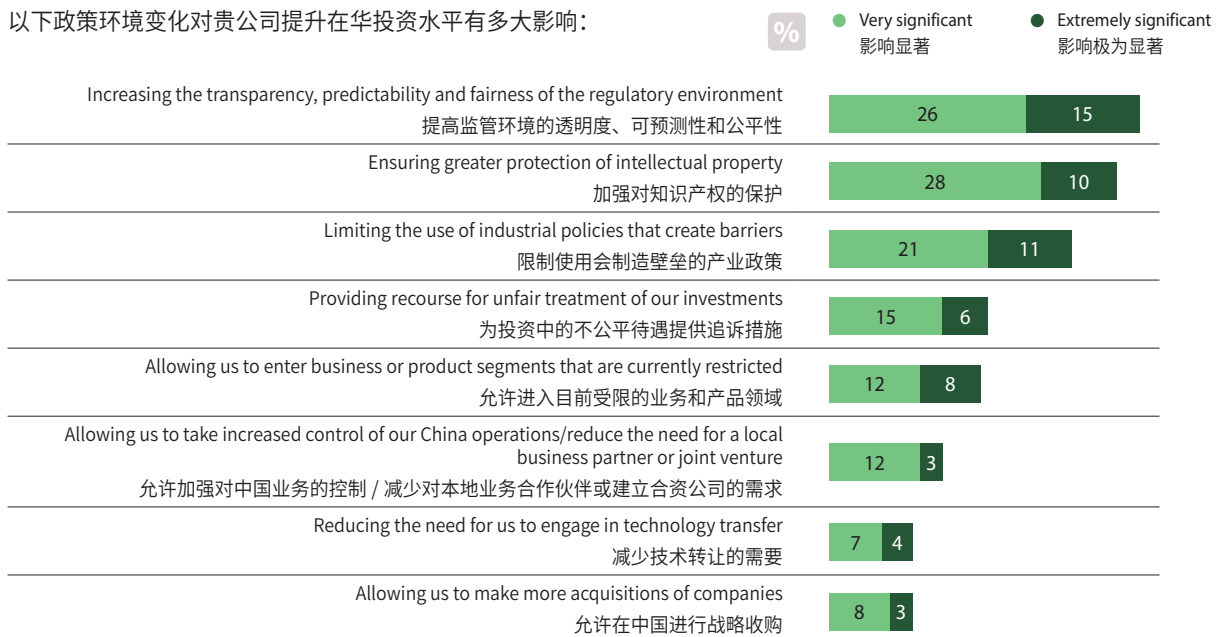 以下政策环境变化对贵公司提升在华投资水平有多大影响：
%
Very significant
影响显著
Extremely significant
影响极为显著
Increasing the transparency, predictability and fairness of the regulatory environment
提高监管环境的透明度、可预测性和公平性
26 15
Ensuring greater protection of intellectual property
加强对知识产权的保护
28 10
Limiting the use of industrial policies that create barriers
限制使用会制造壁垒的产业政策
21 11
Providing recourse for unfair treatment of our investments
为投资中的不公平待遇提供追诉措施
15 6
Allowing us to enter business or product segments that are currently restricted
允许进入目前受限的业务和产品领域
12 8
Allowing us to take increased control of our China operations/reduce the need for a local
business partner or joint venture
允许加强对中国业务的控制 / 减少对本地业务合作伙伴或建立合资公司的需求
12 3
Reducing the need for us to engage in technology transfer
减少技术转让的需要
7 4
Allowing us to make more acquisitions of companies
允许在中国进行战略收购
8 3